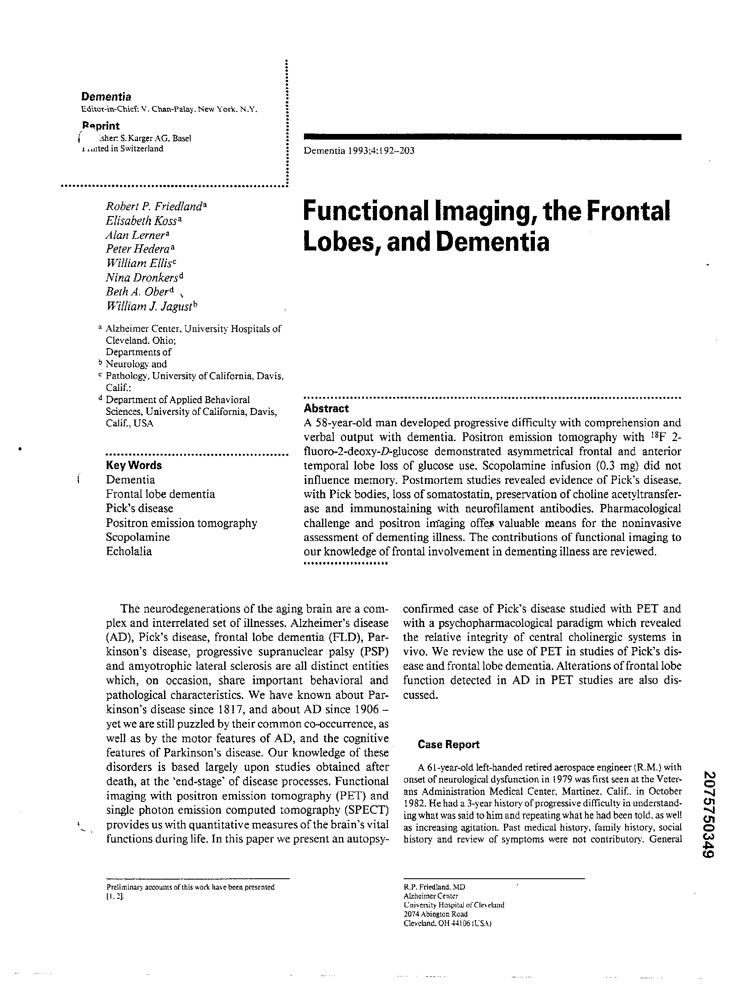 Dementia
Editor-in-Chief: V. Chan-Palay, New York, N.Y.
Reprint
S. Karger AG, Basel
in Switzerland
Dementia 1993;4:192–203
Functional Imaging, the Frontal
Lobes, and Dementia
Robert P. Friedland^a
Elisabeth Koss^a
Alan Lerner^a
Peter Hedera^a
William Ellis^c
Nina Dronkers^d
Beth A. Ober^d
William J. Jagust^b
^a Alzheimer Center, University Hospitals of
Cleveland, Ohio;
Departments of
^b Neurology and
^c Pathology, University of California, Davis,
Calif.;
^d Department of Applied Behavioral
Sciences, University of California, Davis,
Calif., USA
Key Words
Dementia
Frontal lobe dementia
Pick's disease
Positron emission tomography
Scopolamine
Echolalia
Abstract
A 58-year-old man developed progressive difficulty with comprehension and
verbal output with dementia. Positron emission tomography with ^18F 2-
fluoro-2-deoxy-D-glucose demonstrated asymmetrical frontal and anterior
temporal lobe loss of glucose use. Scopolamine infusion (0.3 mg) did not
influence memory. Postmortem studies revealed evidence of Pick's disease,
with Pick bodies, loss of somatostatin, preservation of choline acetyltransfer-
ase and immunostaining with neurofilament antibodies. Pharmacological
challenge and positron imaging offes valuable means for the noninvasive
assessment of dementing illness. The contributions of functional imaging to
our knowledge of frontal involvement in dementing illness are reviewed.
The neurodegenerations of the aging brain are a com-
plex and interrelated set of illnesses. Alzheimer's disease
(AD), Pick's disease, frontal lobe dementia (FLD), Par-
kinson's disease, progressive supranuclear palsy (PSP)
and amyotrophic lateral sclerosis are all distinct entities
which, on occasion, share important behavioral and
pathological characteristics. We have known about Par-
kinson's disease since 1817, and about AD since 1906 –
yet we are still puzzled by their common co-occurrence, as
well as by the motor features of AD, and the cognitive
features of Parkinson's disease. Our knowledge of these
disorders is based largely upon studies obtained after
death, at the 'end-stage' of disease processes. Functional
imaging with positron emission tomography (PET) and
single photon emission computed tomography (SPECT)
provides us with quantitative measures of the brain's vital
functions during life. In this paper we present an autopsy-
confirmed case of Pick's disease studied with PET and
with a psychopharmacological paradigm which revealed
the relative integrity of central cholinergic systems in
vivo. We review the use of PET in studies of Pick's dis-
ease and frontal lobe dementia. Alterations of frontal lobe
function detected in AD in PET studies are also dis-
cussed.
Case Report
A 61-year-old left-handed retired aerospace engineer (R.M.) with
onset of neurological dysfunction in 1979 was first seen at the Veter-
ans Administration Medical Center, Martinez, Calif., in October
1982. He had a 3-year history of progressive difficulty in understand-
ing what was said to him and repeating what he had been told, as well
as increasing agitation. Past medical history, family history, social
history and review of symptoms were not contributory. General
Preliminary accounts of this work have been presented
[1, 2].
R.P. Friedland, MD
Alzheimer Center
University Hospital of Cleveland
2074 Abington Road
Cleveland, OH 44106 (USA)
2075750349